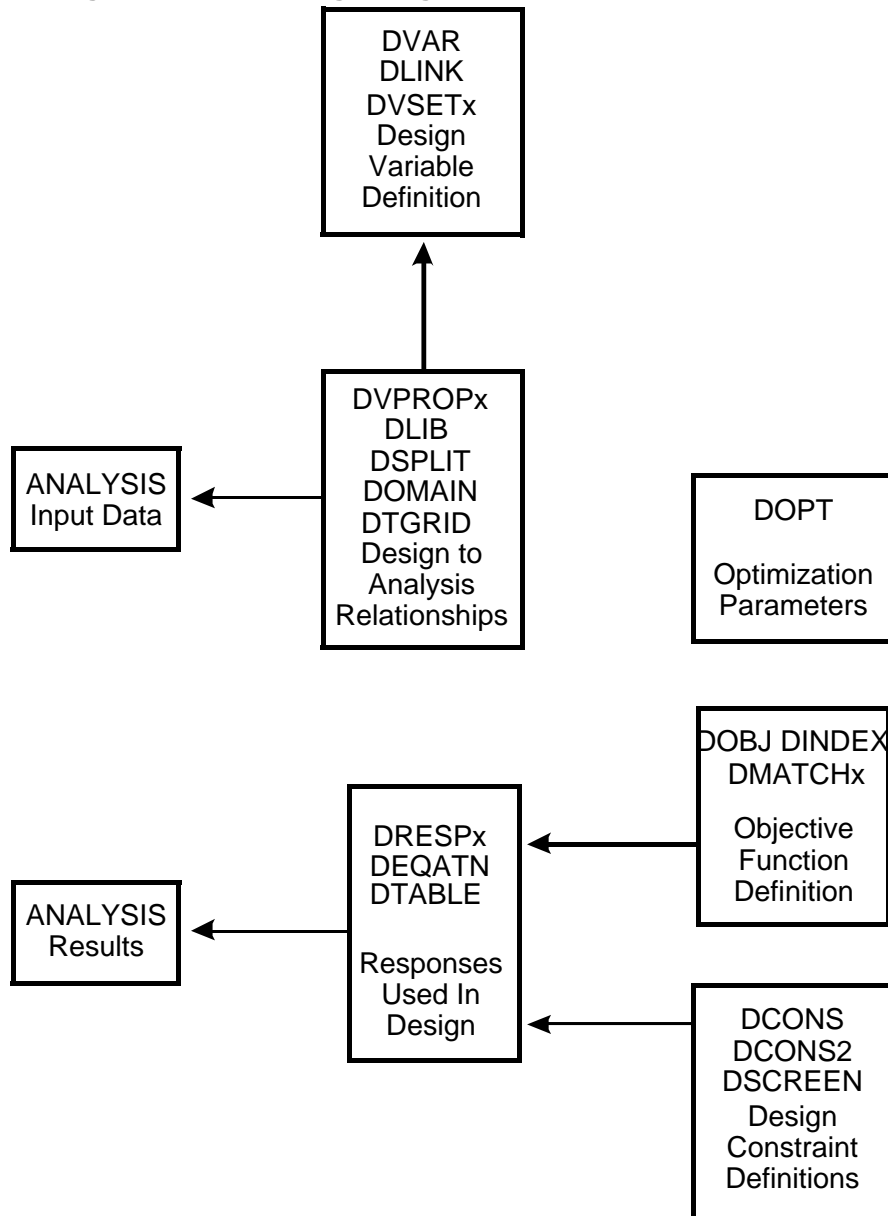 DVAR
DLINK
DVSETx
Design
Variable
Definition
DVPROPx
DLIB
DSPLIT
DOMAIN
DTGRID
Design to
Analysis
Relationships
ANALYSIS
Input Data
DOPT
Optimization
Parameters
DOBJ DINDEX
DMATCHx
Objective
Function
Definition
DRESPx
DEQATN
DTABLE
Responses
Used In
Design
ANALYSIS
Results
DCONS
DCONS2
DSCREEN
Design
Constraint
Definitions